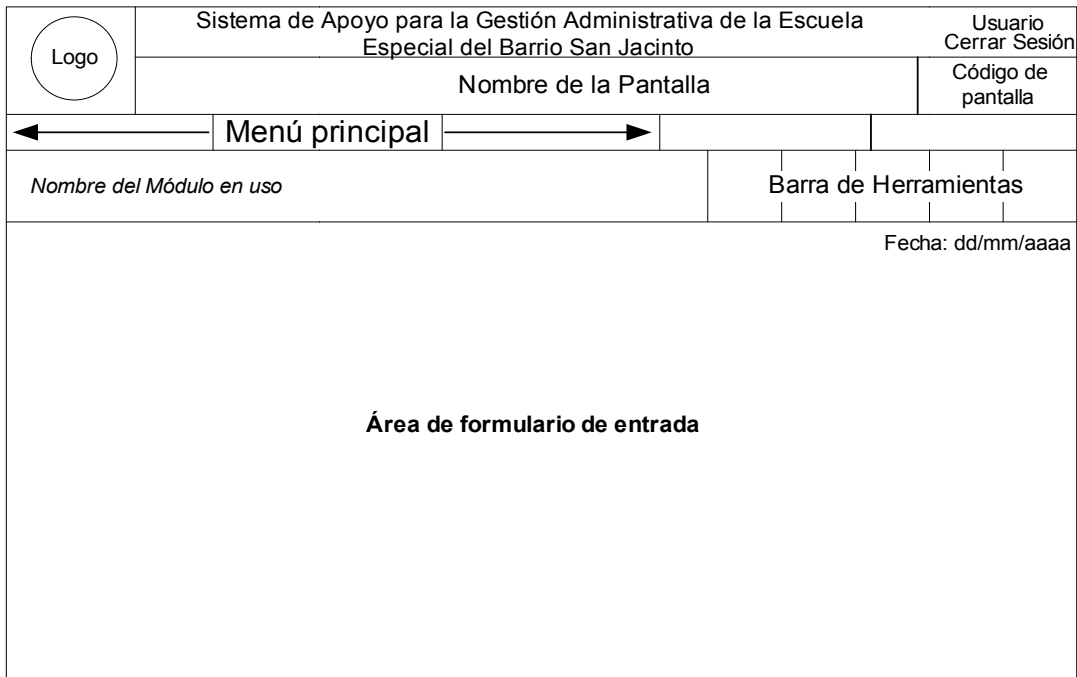 Logo
Sistema de Apoyo para la Gestión Administrativa de la Escuela
Especial del Barrio San Jacinto
Usuario
Cerrar Sesión
Nombre de la Pantalla
Código de
pantalla
Menú principal
Nombre del Módulo en uso
Barra de Herramientas
Fecha: dd/mm/aaaa
Área de formulario de entrada